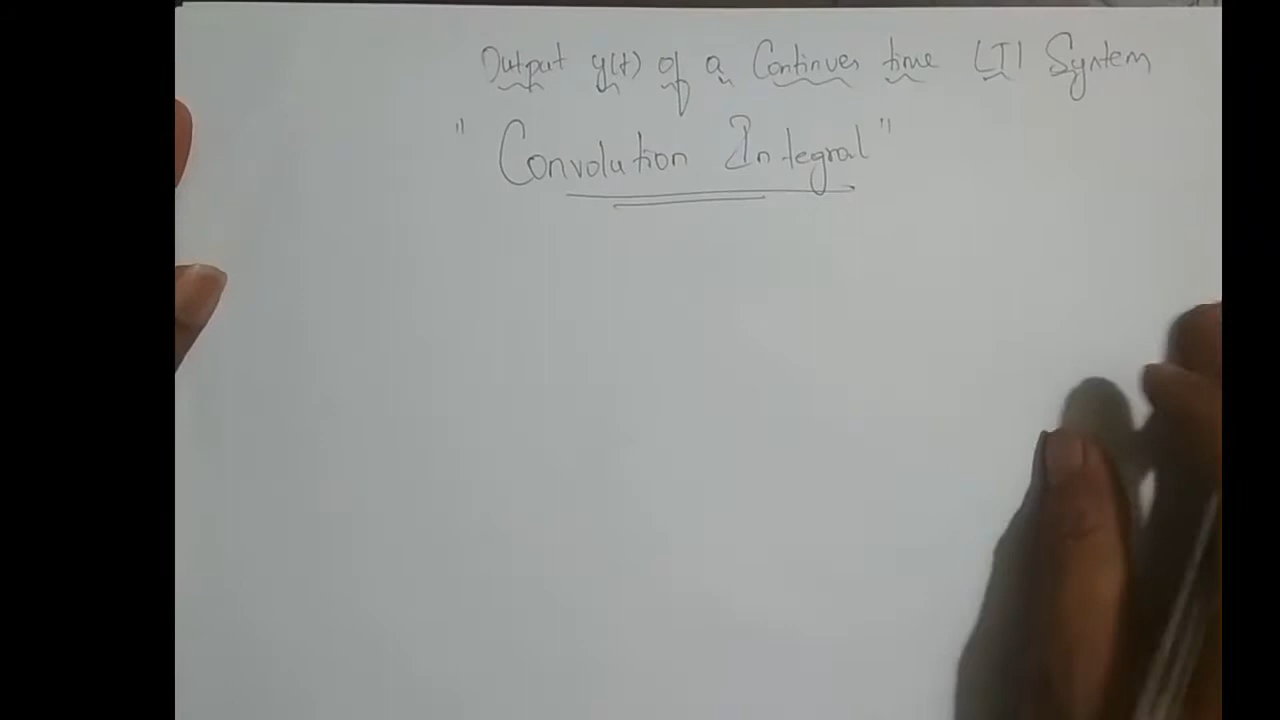 Output y(t) of a Continues time LTI System
"Convolution Integral"